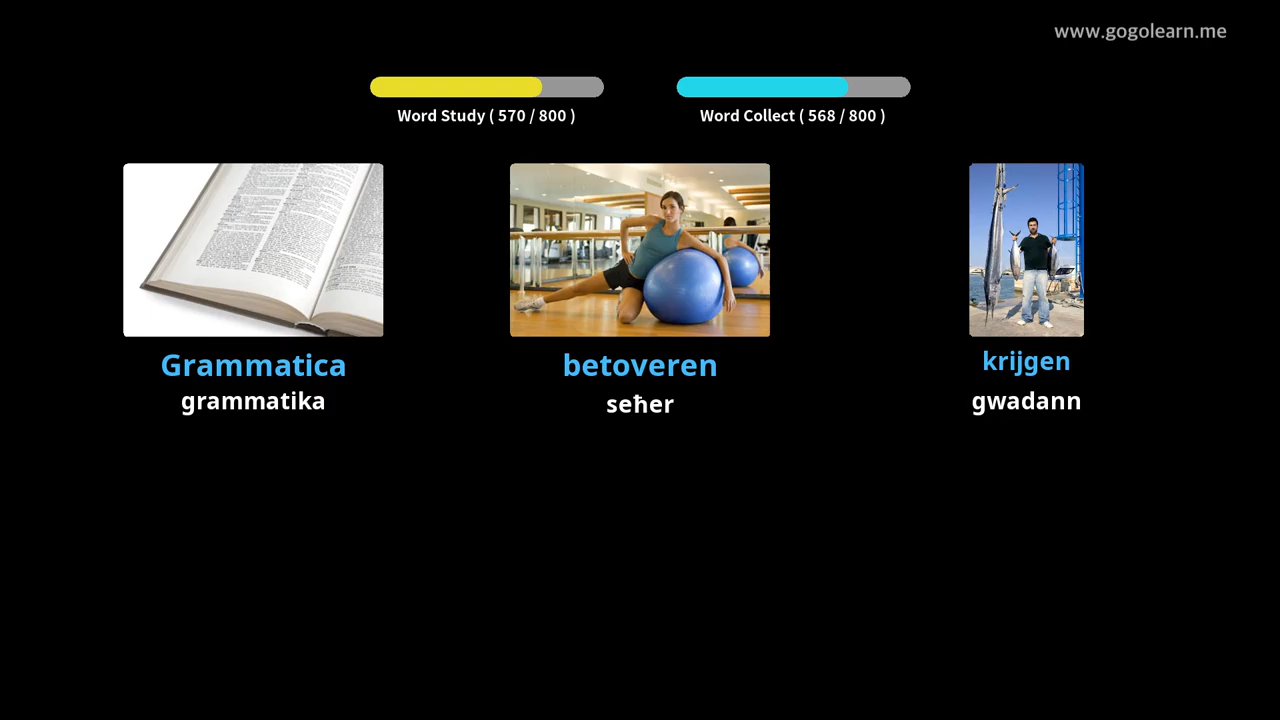 www.gogolearn.me
Word Study ( 570 / 800 )
Word Collect ( 568 / 800 )
Grammatica
grammatika
betoveren
seħer
krijgen
gwadann